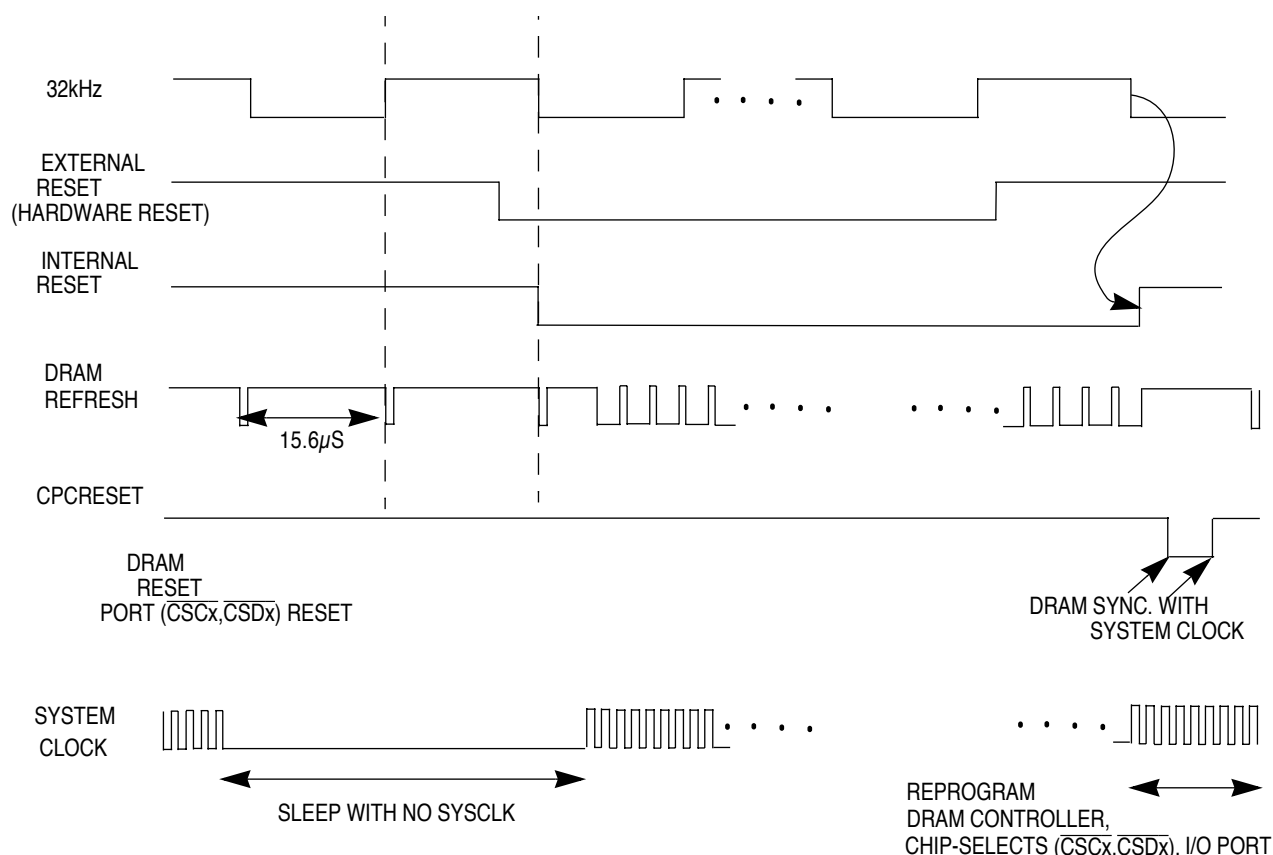 32kHz
EXTERNAL
RESET
(HARDWARE RESET)
INTERNAL
RESET
DRAM
REFRESH
15.6µS
CPCRESET
DRAM
RESET
PORT (CSCx,CSDx) RESET
DRAM SYNC. WITH
SYSTEM CLOCK
SYSTEM
CLOCK
SLEEP WITH NO SYSCLK
REPROGRAM
DRAM CONTROLLER,
CHIP-SELECTS (CSCx,CSDx), I/O PORT